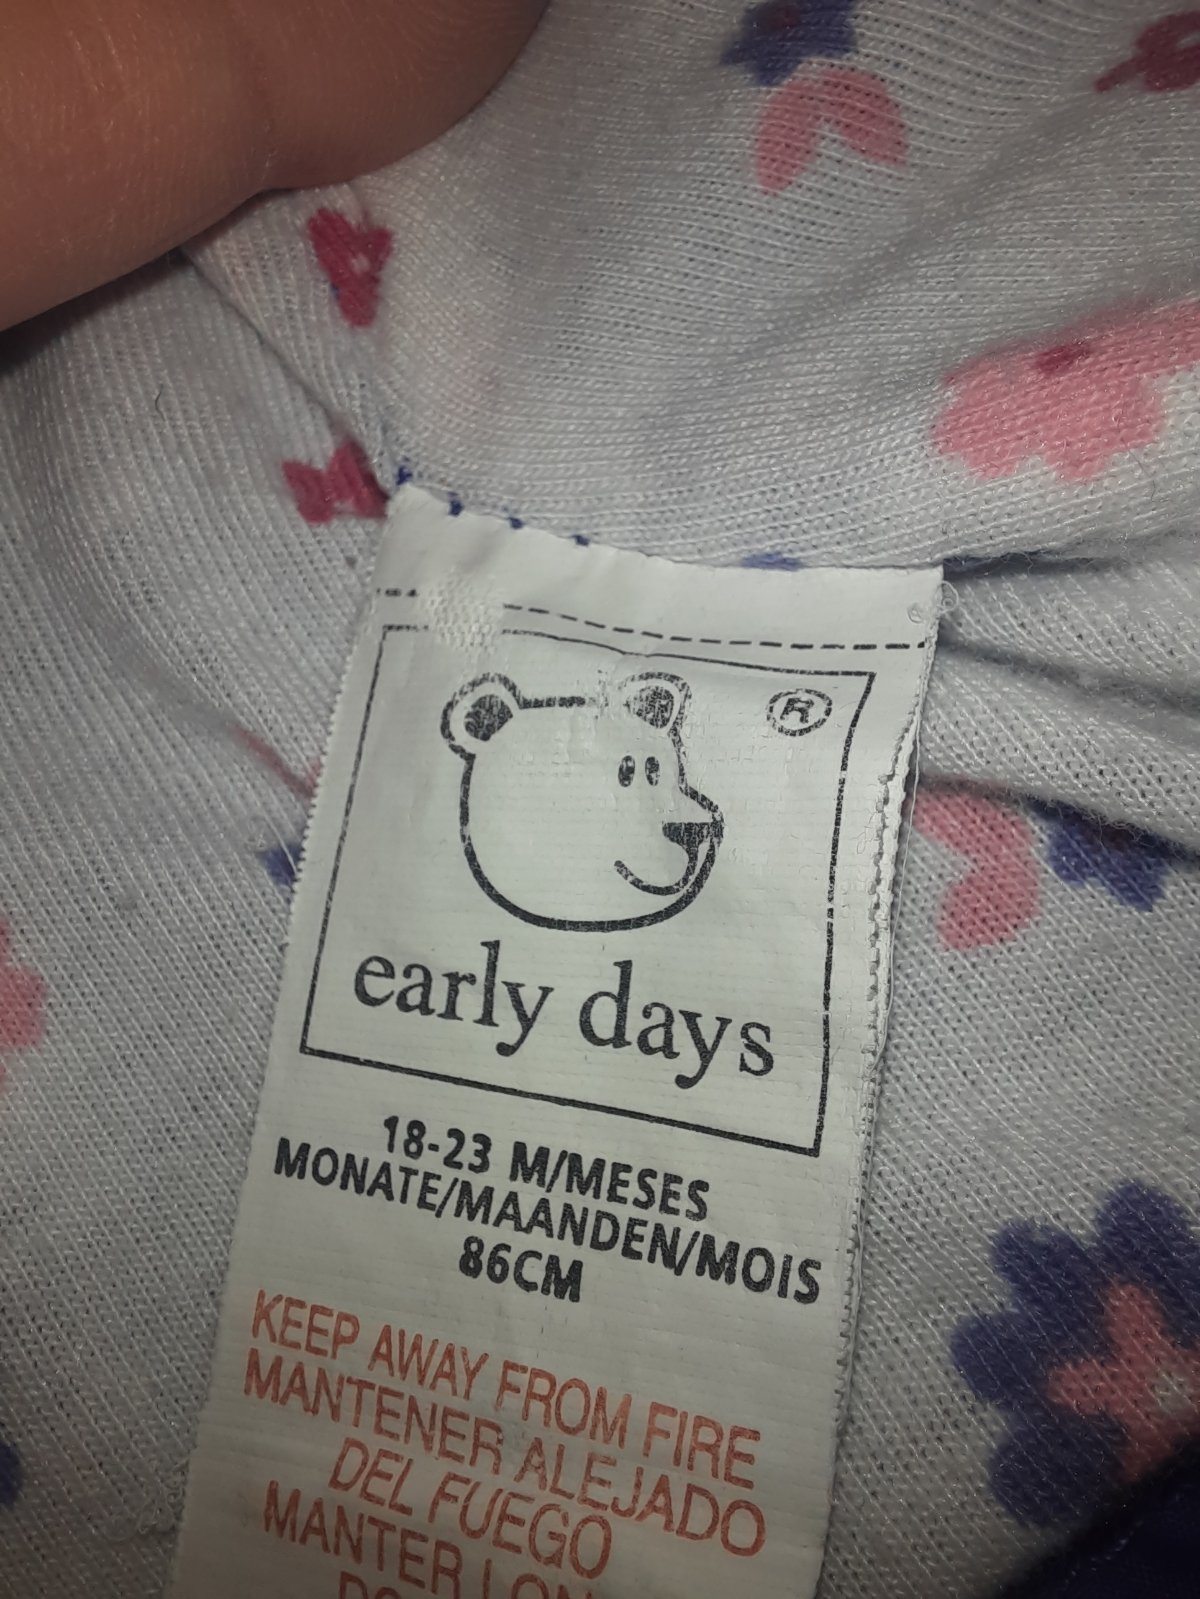 R
early days
18-23 M/MESES
MONATE/MAANDEN/MOIS
86CM
KEEP AWAY FROM FIRE
MANTENER ALEJADO
DEL FUEGO
MANTER